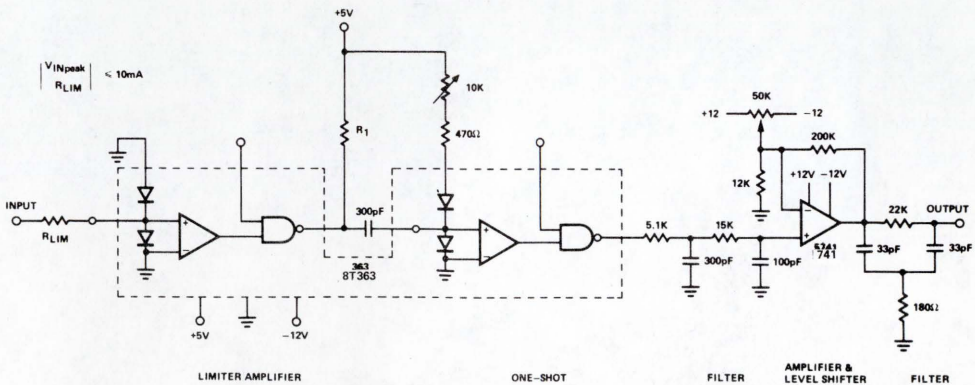 +5V
|VINpeak| ≤ 10mA
RLIM
10K
50K
+12
−12
R1
470Ω
200K
12K
+12V
−12V
300pF
INPUT
RLIM
+
−
+
−
5.1K
15K
−
+
22K
OUTPUT
363
8T363
300pF
100pF
741
33pF
33pF
180Ω
+5V
−12V
LIMITER AMPLIFIER
ONE–SHOT
FILTER
AMPLIFIER &
LEVEL SHIFTER
FILTER